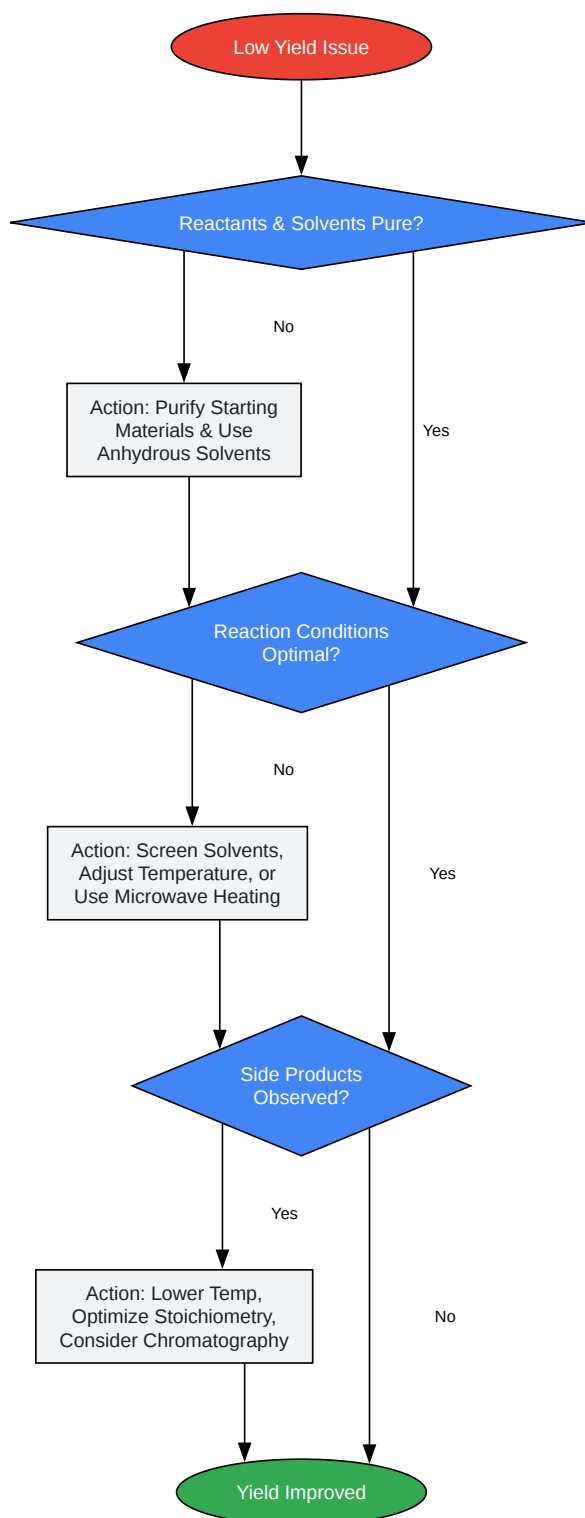 Low Yield Issue
Reactants & Solvents Pure?
No
Action: Purify Starting
Materials & Use
Anhydrous Solvents
Yes
Reaction Conditions
Optimal?
No
Action: Screen Solvents,
Adjust Temperature, or
Use Microwave Heating
Yes
Side Products
Observed?
Yes
Action: Lower Temp,
Optimize Stoichiometry,
Consider Chromatography
No
Yield Improved